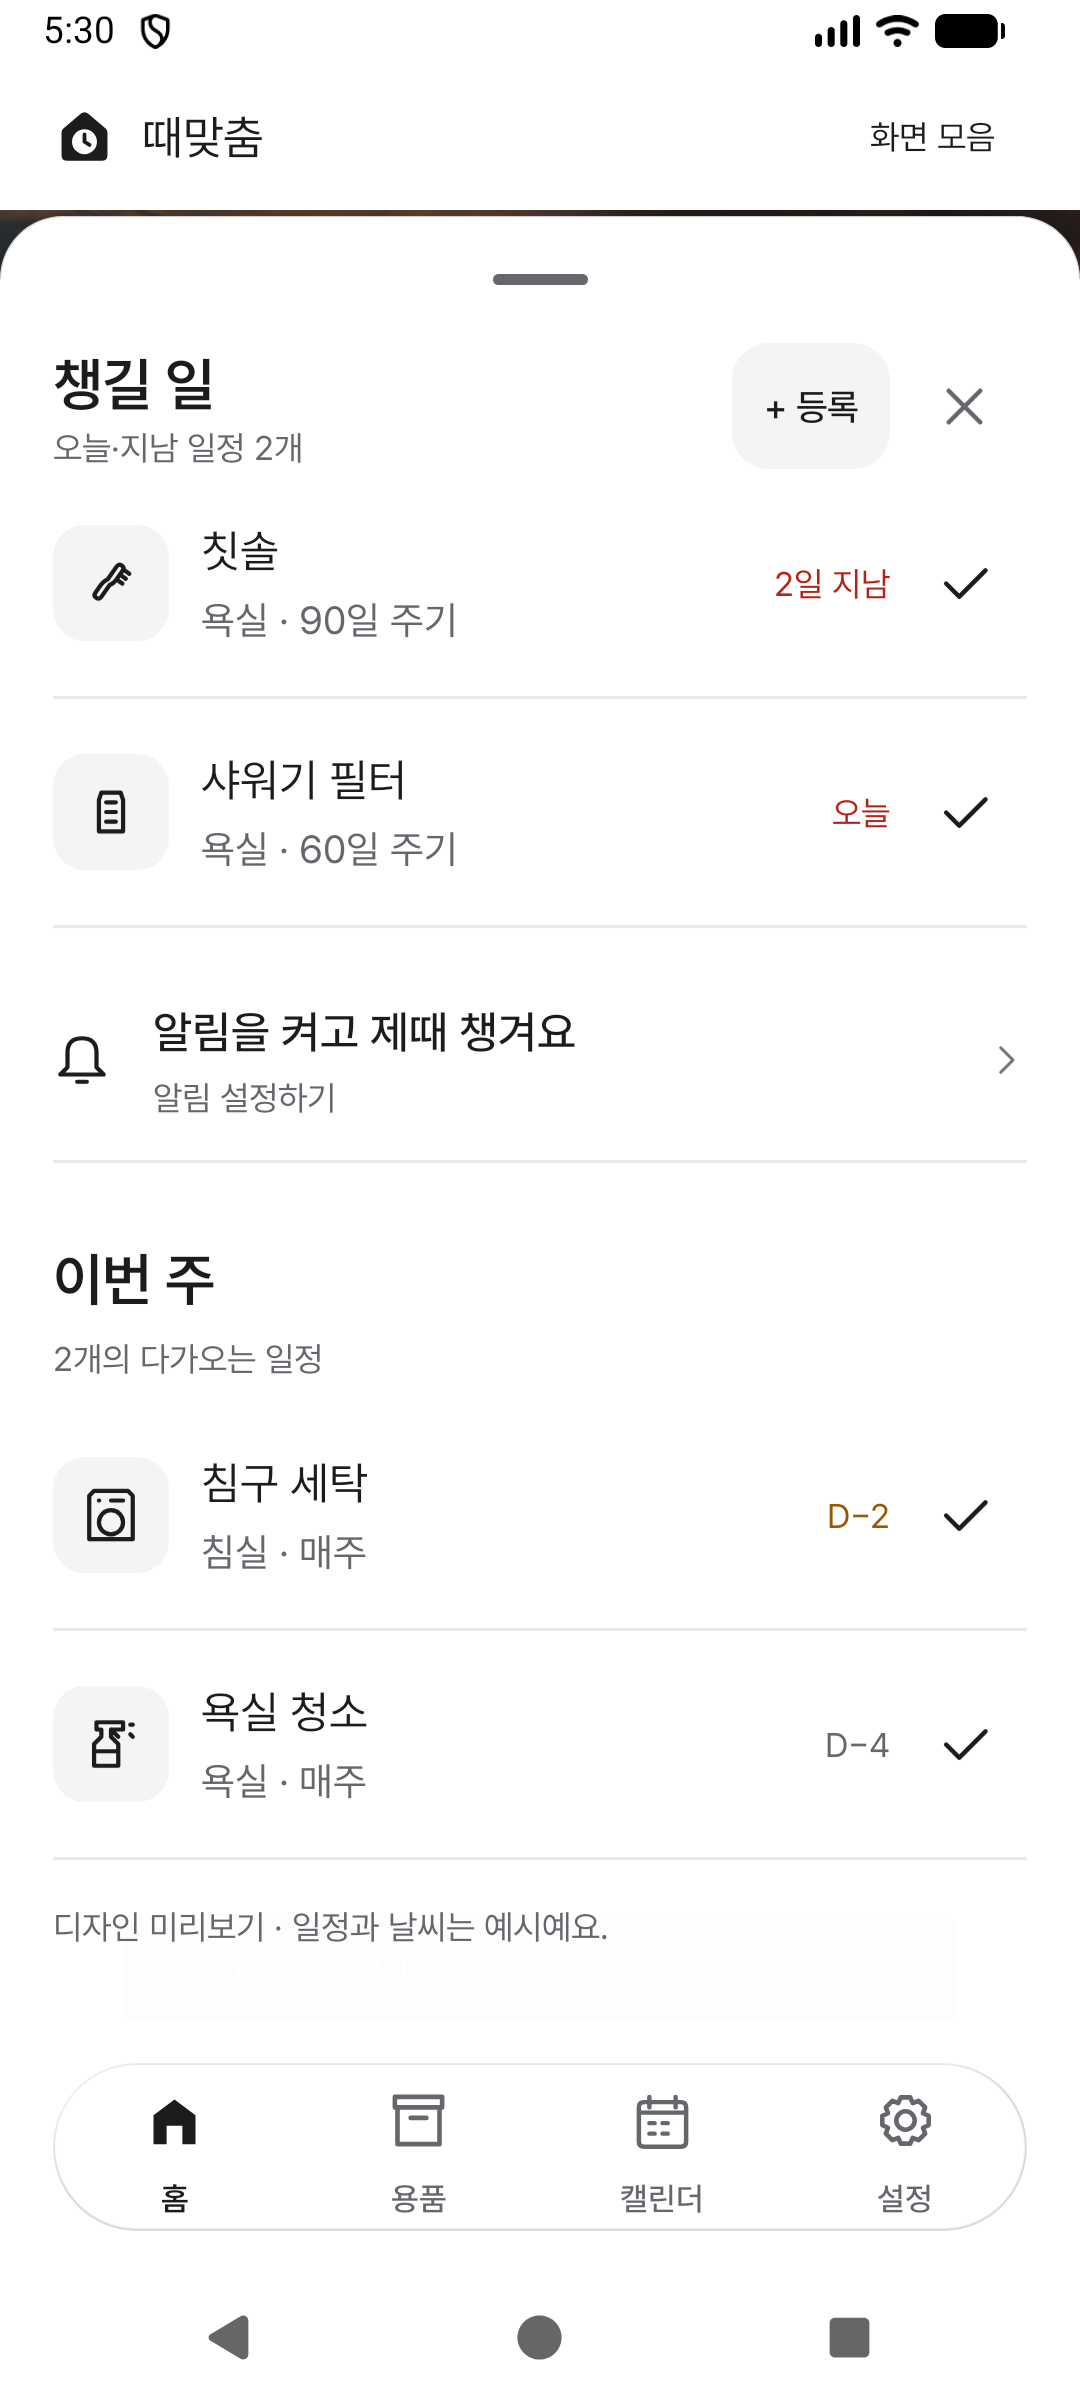 5:30
때맞춤
화면 모음
챙길 일
+ 등록
오늘·지남 일정 2개
칫솔
욕실 · 90일 주기
2일 지남
샤워기 필터
욕실 · 60일 주기
오늘
알림을 켜고 제때 챙겨요
알림 설정하기
이번 주
2개의 다가오는 일정
침구 세탁
침실 · 매주
D-2
욕실 청소
욕실 · 매주
D-4
디자인 미리보기 · 일정과 날씨는 예시예요.
홈
용품
캘린더
설정